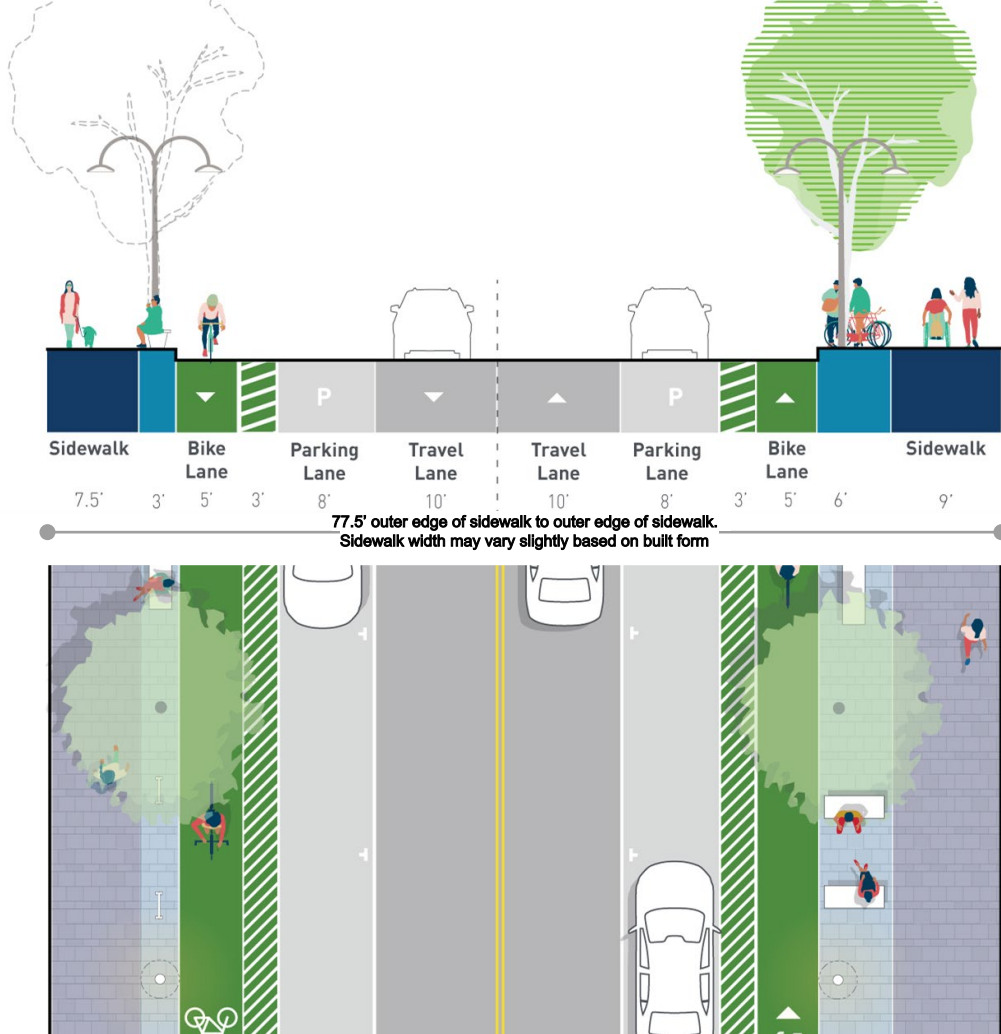 P
P
Sidewalk
Bike
Lane
Parking
Lane
Travel
Lane
Travel
Lane
Parking
Lane
Bike
Lane
Sidewalk
7.5' 3' 5' 3' 8' 10' 10' 8' 3' 5' 6' 9'
77.5' outer edge of sidewalk to outer edge of sidewalk.
Sidewalk width may vary slightly based on built form